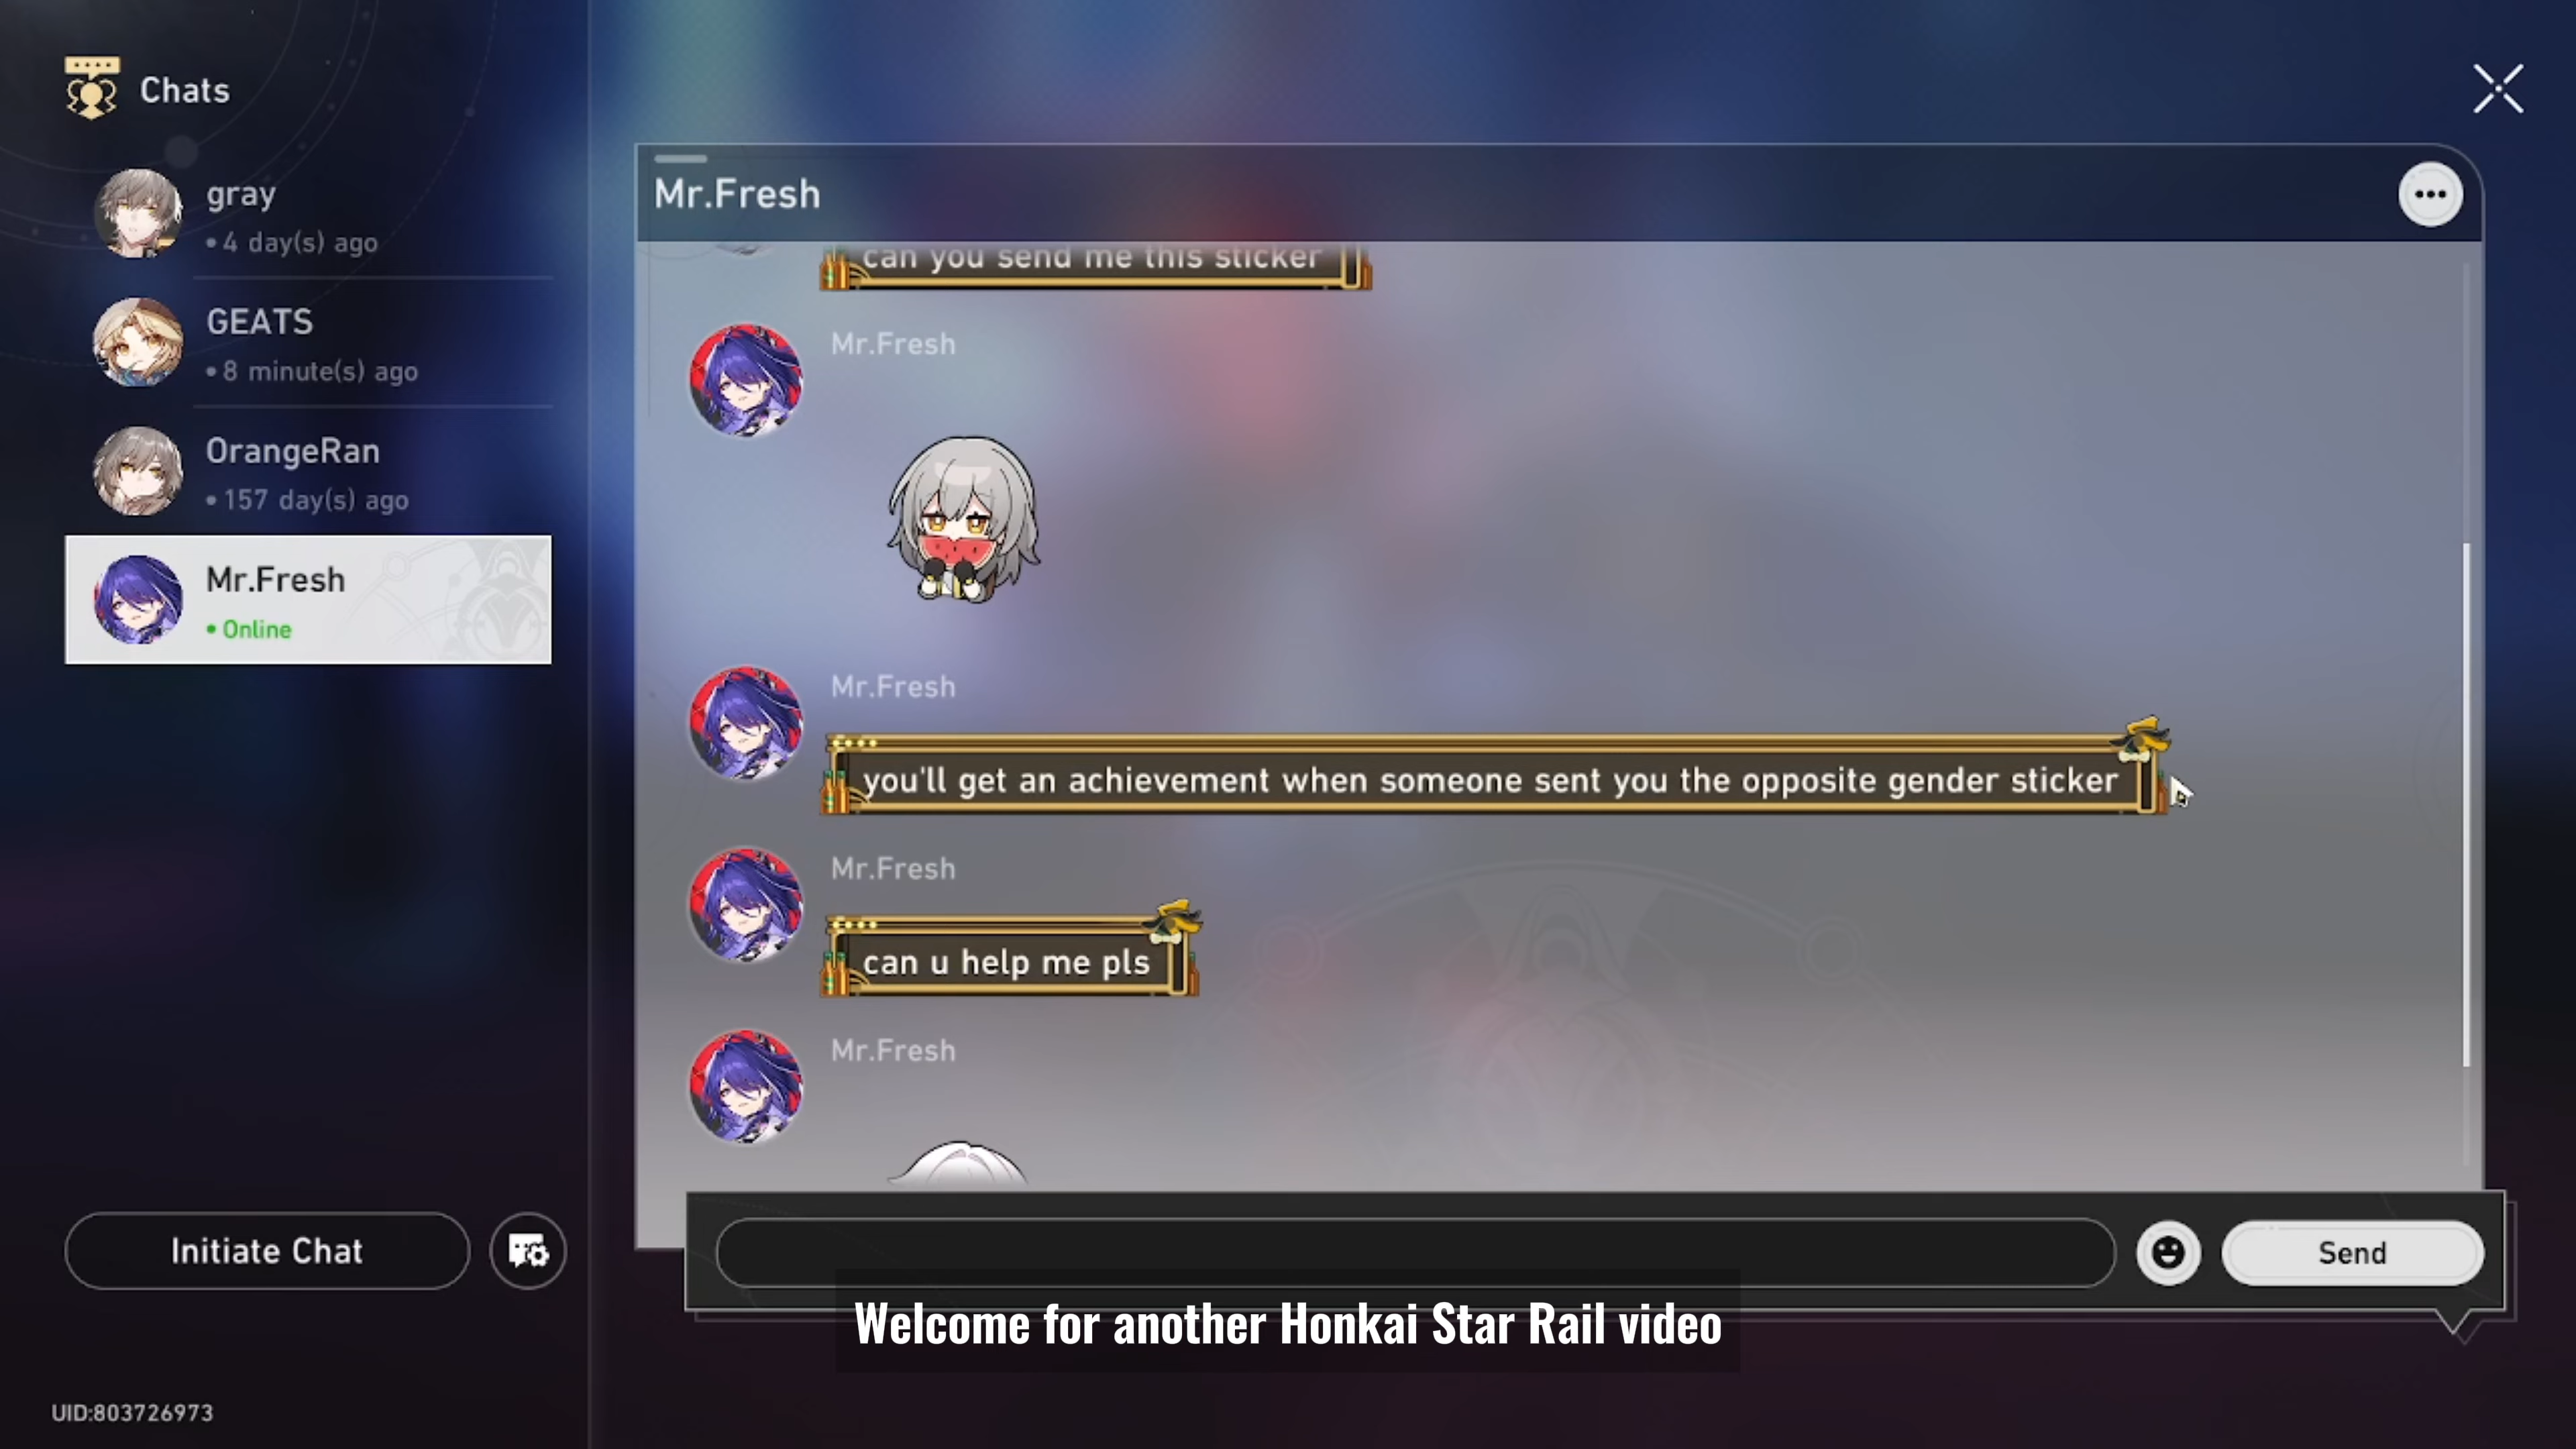 Chats
gray
• 4 day(s) ago
GEATS
• 8 minute(s) ago
OrangeRan
• 157 day(s) ago
Mr.Fresh
• Online
Initiate Chat
UID:803726973
Mr.Fresh
can you send me this sticker
Mr.Fresh
Mr.Fresh
you'll get an achievement when someone sent you the opposite gender sticker
Mr.Fresh
can u help me pls
Mr.Fresh
Send
Welcome for another Honkai Star Rail video